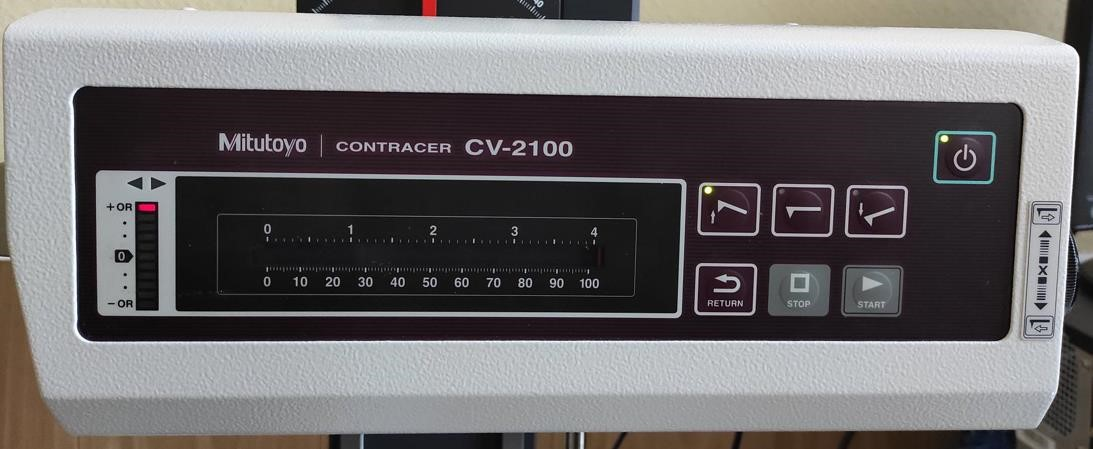 40
Mitutoyo | CONTRACER CV-2100
+OR
0
-OR
0 1 2 3 4
0 10 20 30 40 50 60 70 80 90 100
RETURN
STOP
START
X